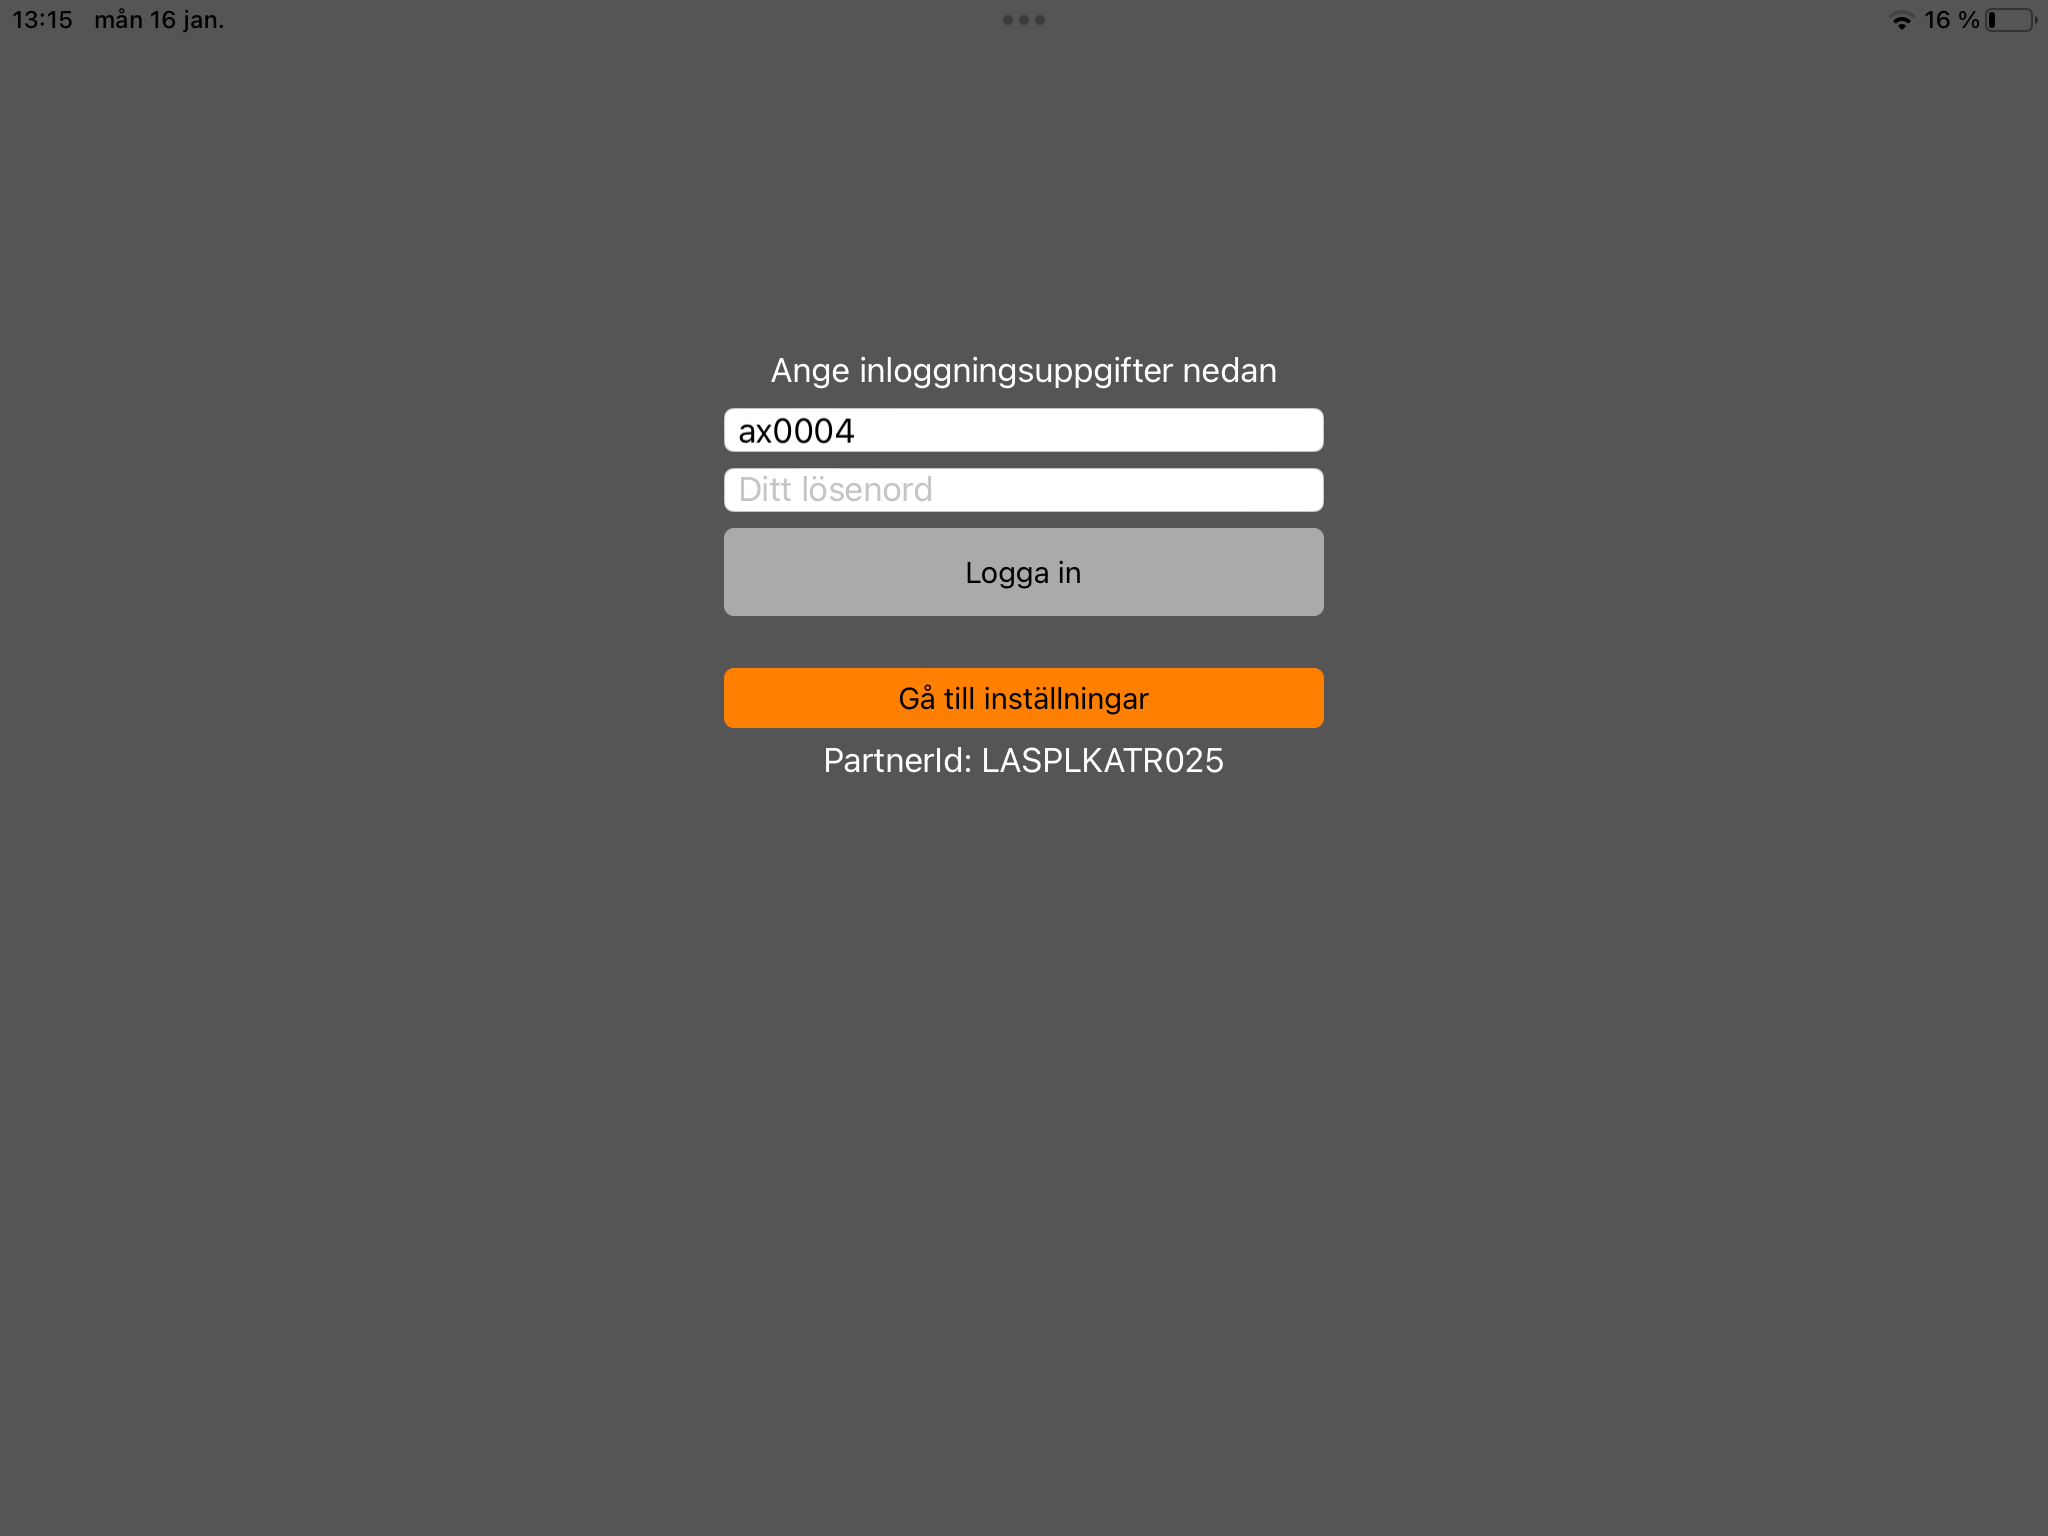 13:15 mån 16 jan.
16 %
Ange inloggningsuppgifter nedan
ax0004
Ditt lösenord
Logga in
Gå till inställningar
PartnerId: LASPLKATR025